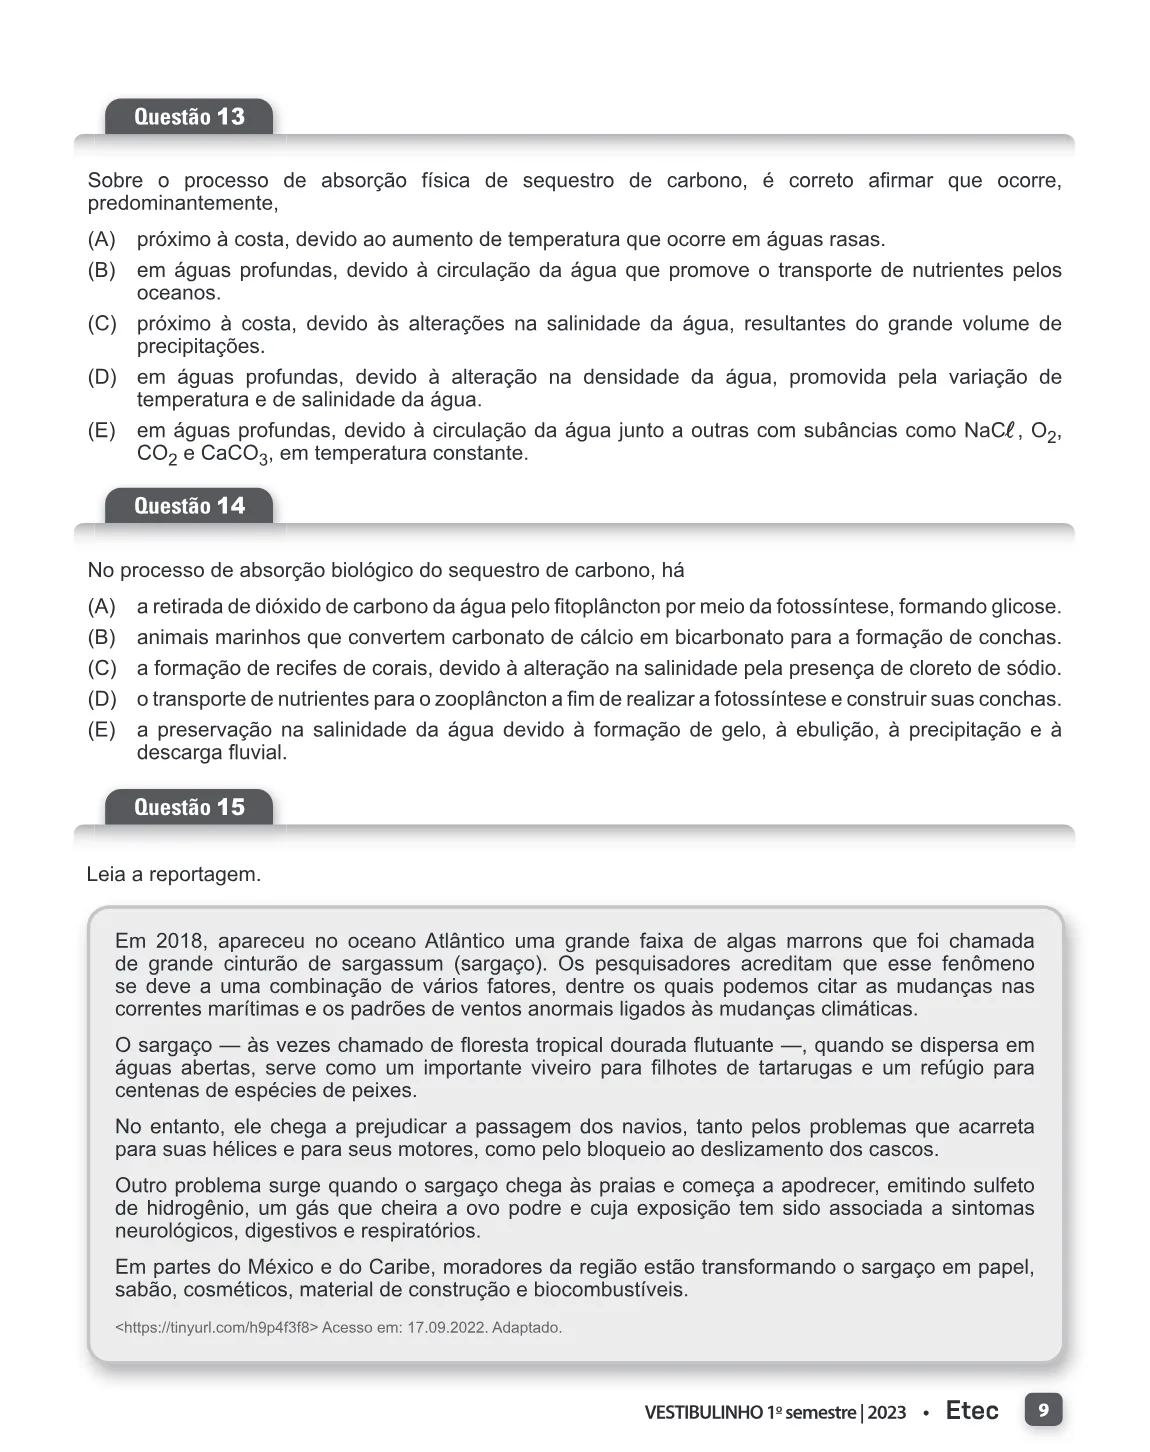 Questão 13
Sobre o processo de absorção física de sequestro de carbono, é correto afirmar que ocorre,
predominantemente,
(A) próximo à costa, devido ao aumento de temperatura que ocorre em águas rasas.
(B) em águas profundas, devido à circulação da água que promove o transporte de nutrientes pelos
oceanos.
(C) próximo à costa, devido às alterações na salinidade da água, resultantes do grande volume de
precipitações.
(D) em águas profundas, devido à alteração na densidade da água, promovida pela variação de
temperatura e de salinidade da água.
(E) em águas profundas, devido à circulação da água junto a outras com subâncias como NaCℓ, O₂,
CO₂ e CaCO₃, em temperatura constante.
Questão 14
No processo de absorção biológico do sequestro de carbono, há
(A) a retirada de dióxido de carbono da água pelo fitoplâncton por meio da fotossíntese, formando glicose.
(B) animais marinhos que convertem carbonato de cálcio em bicarbonato para a formação de conchas.
(C) a formação de recifes de corais, devido à alteração na salinidade pela presença de cloreto de sódio.
(D) o transporte de nutrientes para o zooplâncton a fim de realizar a fotossíntese e construir suas conchas.
(E) a preservação na salinidade da água devido à formação de gelo, à ebulição, à precipitação e à
descarga fluvial.
Questão 15
Leia a reportagem.
Em 2018, apareceu no oceano Atlântico uma grande faixa de algas marrons que foi chamada
de grande cinturão de sargassum (sargaço). Os pesquisadores acreditam que esse fenômeno
se deve a uma combinação de vários fatores, dentre os quais podemos citar as mudanças nas
correntes marítimas e os padrões de ventos anormais ligados às mudanças climáticas.
O sargaço — às vezes chamado de floresta tropical dourada flutuante —, quando se dispersa em
águas abertas, serve como um importante viveiro para filhotes de tartarugas e um refúgio para
centenas de espécies de peixes.
No entanto, ele chega a prejudicar a passagem dos navios, tanto pelos problemas que acarreta
para suas hélices e para seus motores, como pelo bloqueio ao deslizamento dos cascos.
Outro problema surge quando o sargaço chega às praias e começa a apodrecer, emitindo sulfeto
de hidrogênio, um gás que cheira a ovo podre e cuja exposição tem sido associada a sintomas
neurológicos, digestivos e respiratórios.
Em partes do México e do Caribe, moradores da região estão transformando o sargaço em papel,
sabão, cosméticos, material de construção e biocombustíveis.
<https://tinyurl.com/h9p4f3f8> Acesso em: 17.09.2022. Adaptado.
VESTIBULINHO 1º semestre | 2023 • Etec 9